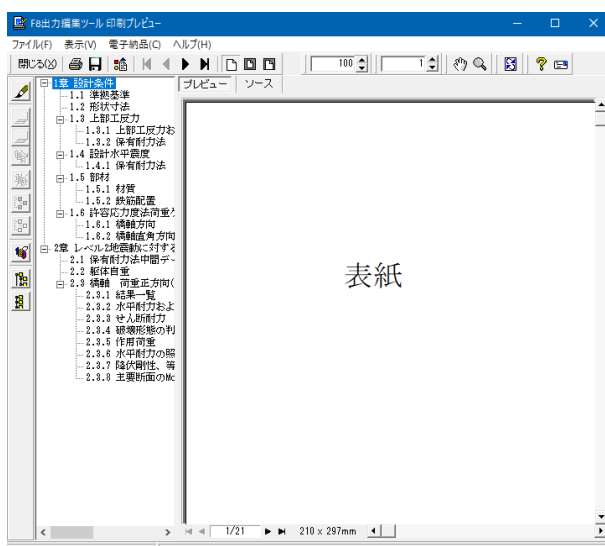 F8出力編集ツール 印刷プレビュー
ファイル(F) 表示(V) 電子納品(C) ヘルプ(H)
閉じる(X) 100 1
プレビュー ソース
1章 設計条件
1.1 準拠基準
1.2 形状寸法
1.3 上部工反力
1.3.1 上部工反力お
1.3.2 保有耐力法
1.4 設計水平震度
1.4.1 保有耐力法
1.5 部材
1.5.1 材質
1.5.2 鉄筋配置
1.6 許容応力度法荷重ケ
1.6.1 橋軸方向
1.6.2 橋軸直角方向
2章 レベル2地震動に対する
2.1 保有耐力法中間デー
2.2 躯体自重
2.3 橋軸 荷重正方向(
2.3.1 結果一覧
2.3.2 水平耐力およ
2.3.3 せん断耐力
2.3.4 破壊形態の判
2.3.5 作用荷重
2.3.6 水平耐力の照
2.3.7 降伏剛性、等
2.3.8 主要断面のMc
表紙
1/21 210 x 297mm